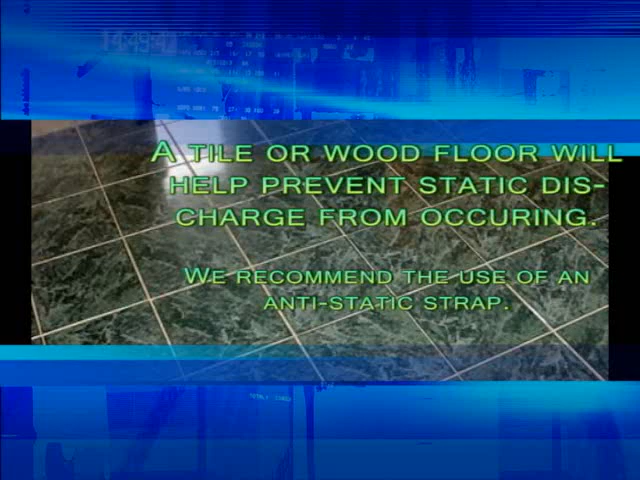 A TILE OR WOOD FLOOR WILL
HELP PREVENT STATIC DIS-
CHARGE FROM OCCURING.
WE RECOMMEND THE USE OF AN
ANTI-STATIC STRAP.